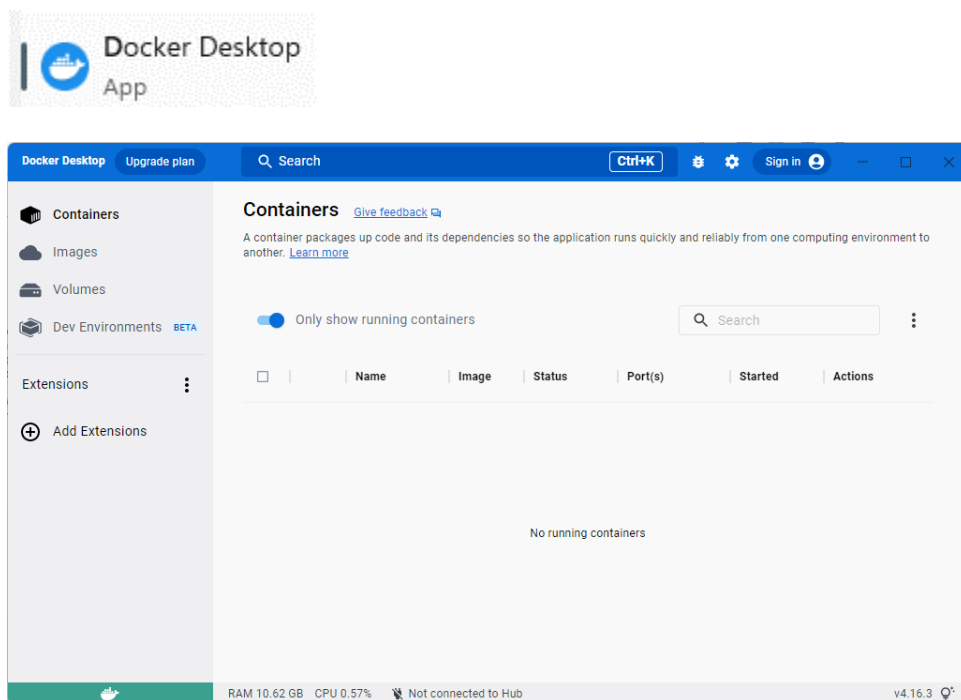 Docker Desktop
App
Docker Desktop Upgrade plan Search Ctrl+K Sign in
Containers
Images
Volumes
Dev Environments BETA
Extensions
Add Extensions
Containers Give feedback
A container packages up code and its dependencies so the application runs quickly and reliably from one computing environment to
another. Learn more
Only show running containers Search
Name Image Status Port(s) Started Actions
No running containers
RAM 10.62 GB CPU 0.57% Not connected to Hub v4.16.3